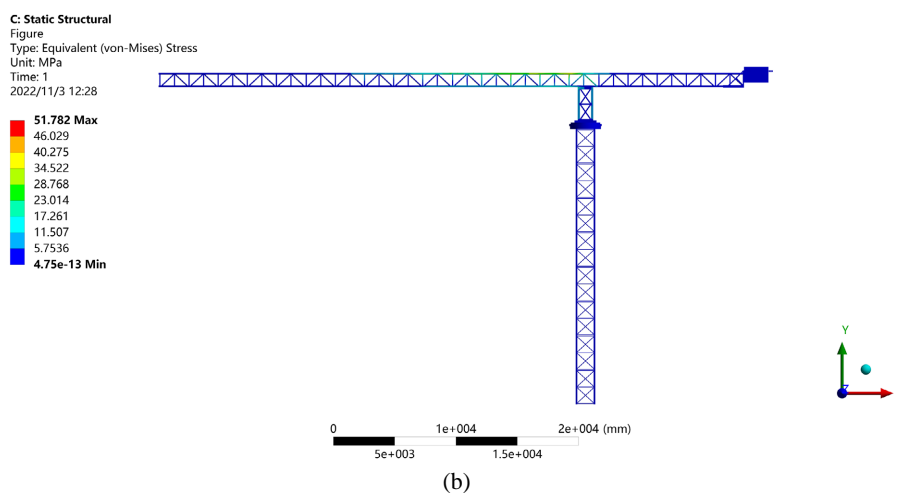 C: Static Structural
Figure
Type: Equivalent (von-Mises) Stress
Unit: MPa
Time: 1
2022/11/3 12:28
51.782 Max
46.029
40.275
34.522
28.768
23.014
17.261
11.507
5.7536
4.75e-13 Min
Y
Z
0 1e+004 2e+004 (mm)
5e+003 1.5e+004
(b)